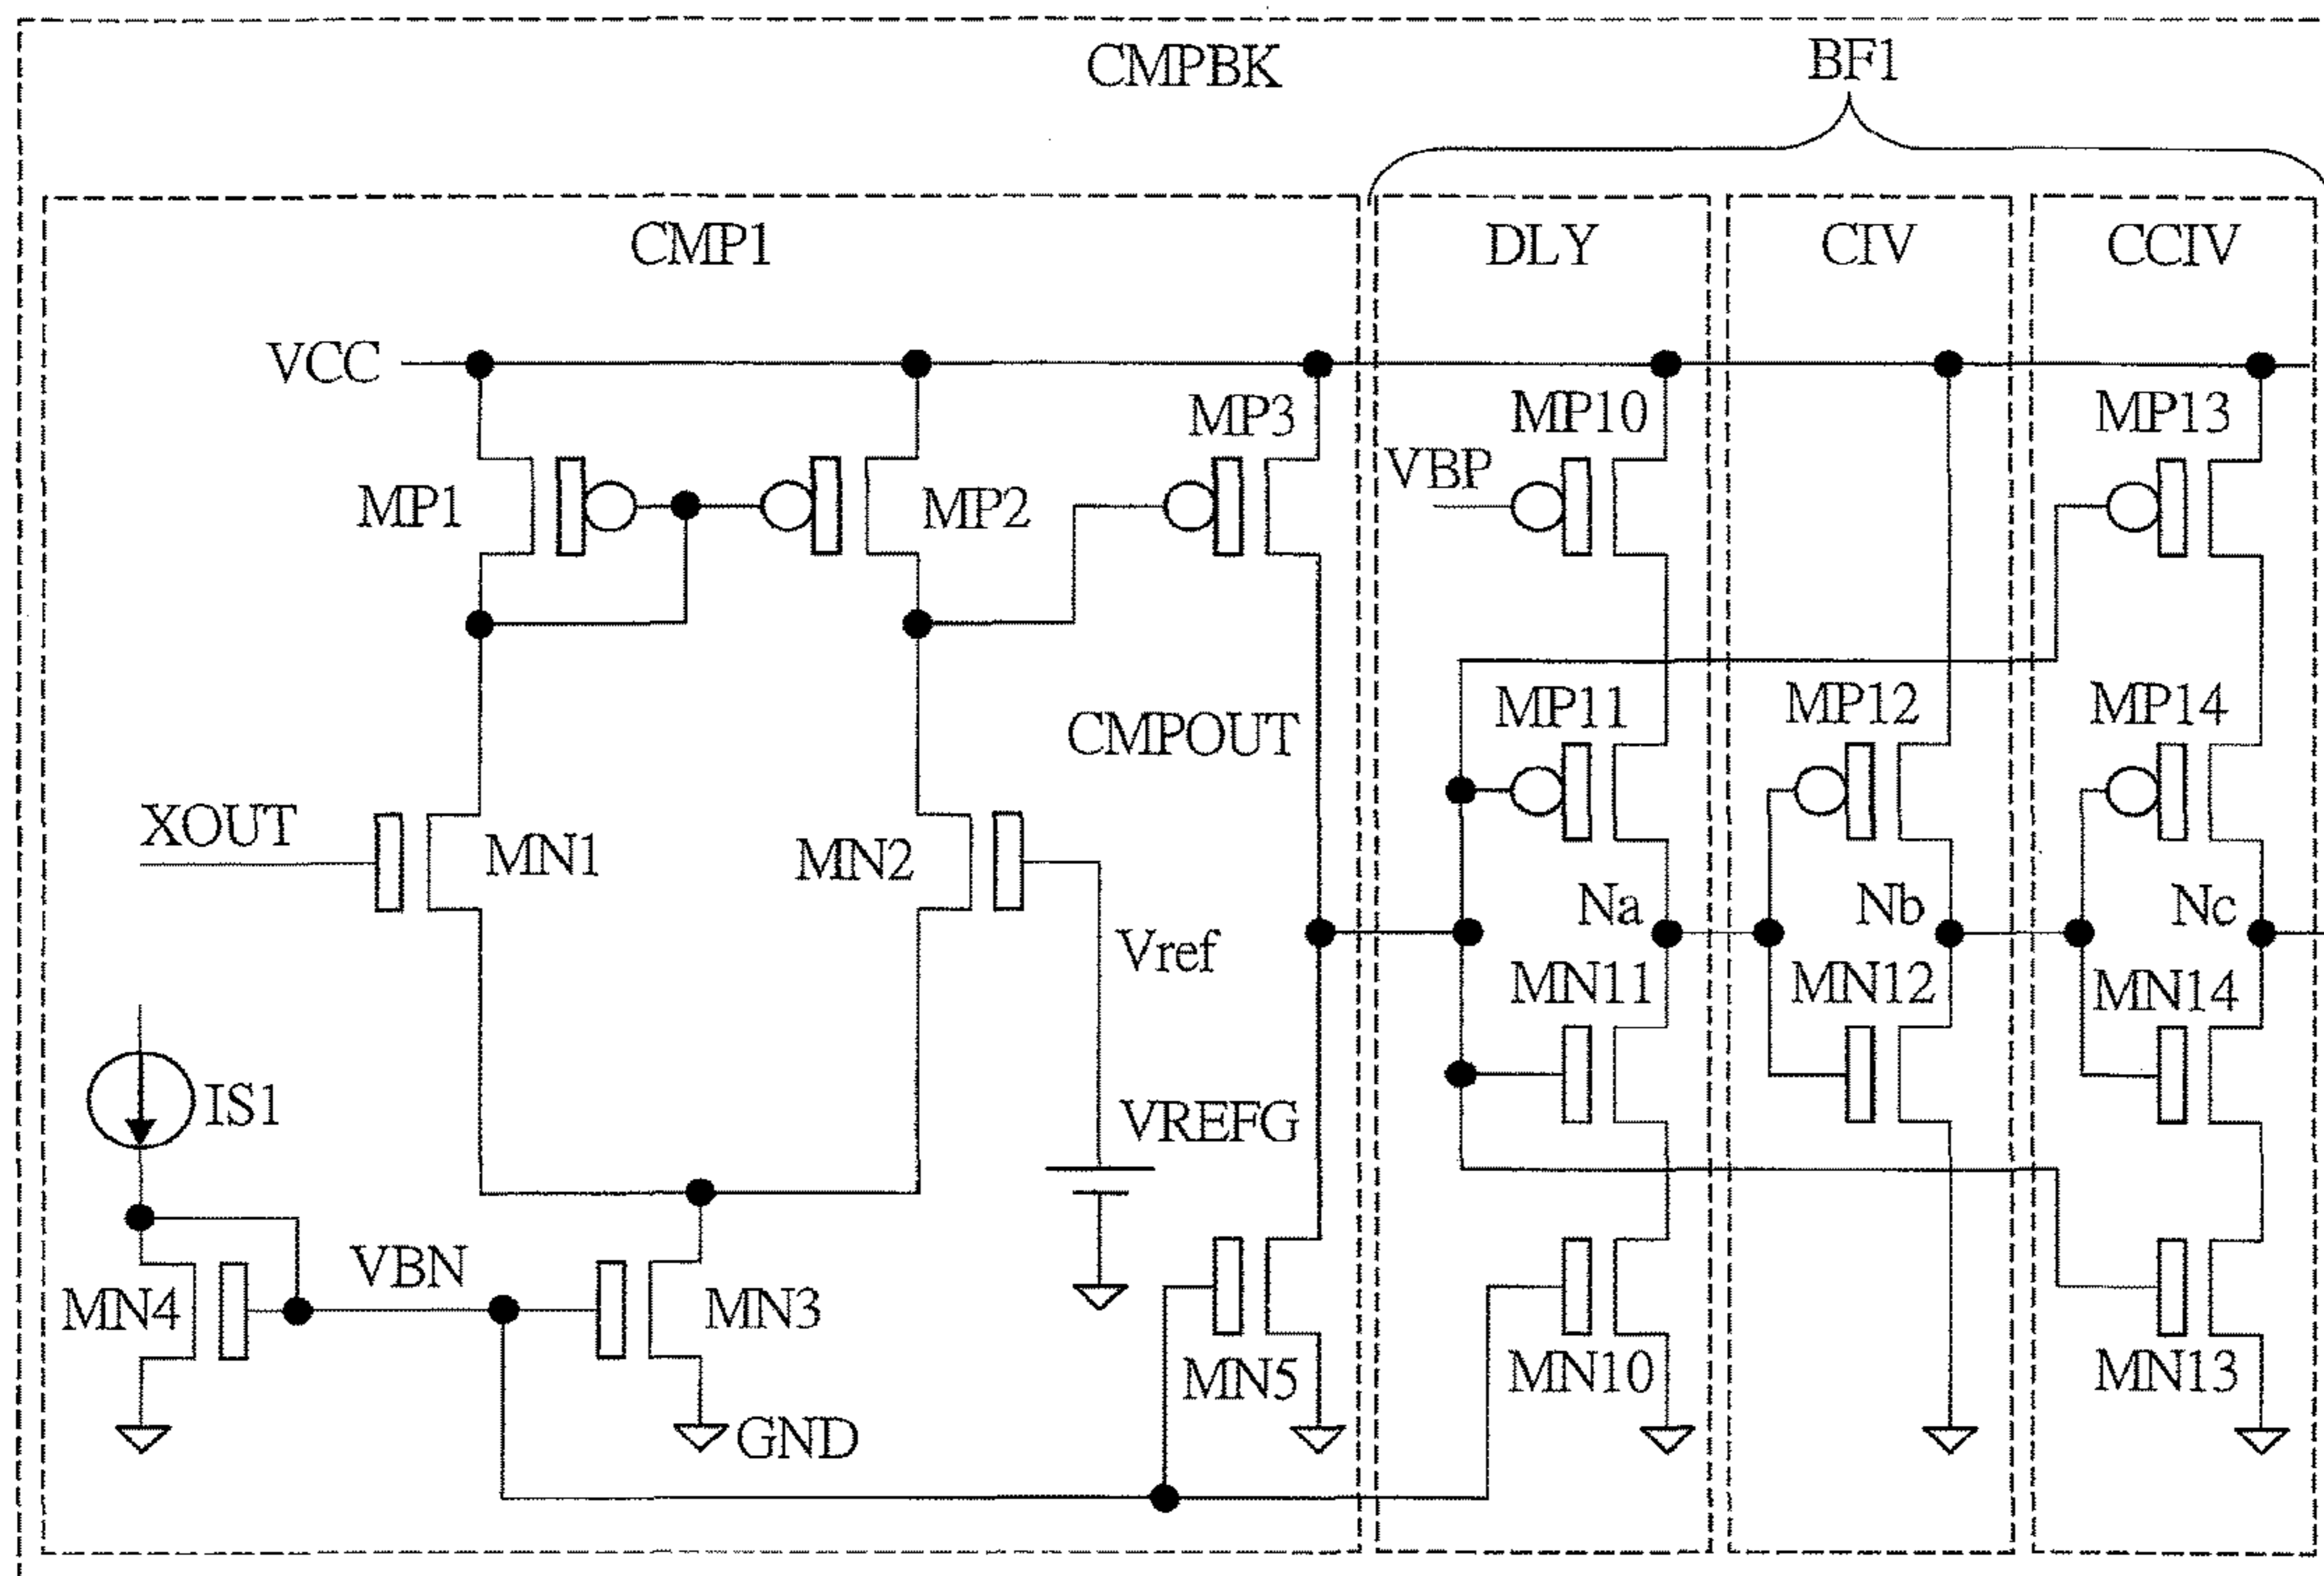 CMPBK
BF1
CMP1
DLY
CIV
CCIV
VCC
MP3
MP10
MP13
VBP
MP1
MP2
MP11
MP12
MP14
CMPOUT
XOUT
MN1
MN2
Na
Nb
Nc
Vref
MN11
MN12
MN14
IS1
VREFG
VBN
MN4
MN3
MN5
MN10
MN13
GND